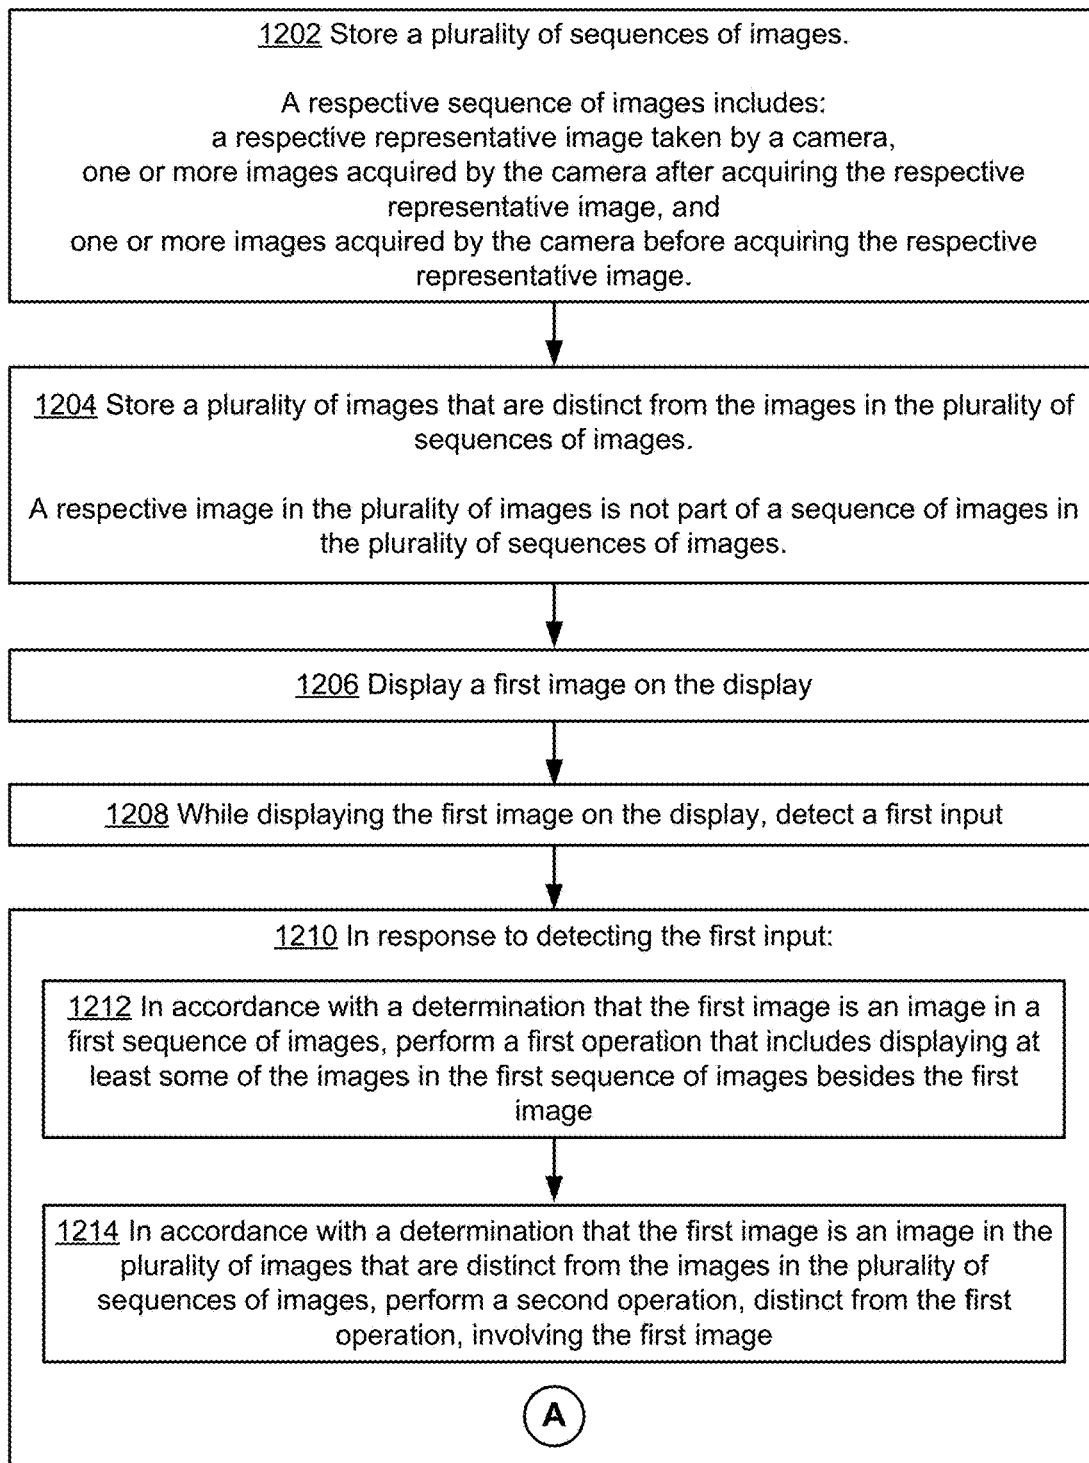 1202 Store a plurality of sequences of images.
A respective sequence of images includes:
a respective representative image taken by a camera,
one or more images acquired by the camera after acquiring the respective
representative image, and
one or more images acquired by the camera before acquiring the respective
representative image.
1204 Store a plurality of images that are distinct from the images in the plurality of
sequences of images.
A respective image in the plurality of images is not part of a sequence of images in
the plurality of sequences of images.
1206 Display a first image on the display
1208 While displaying the first image on the display, detect a first input
1210 In response to detecting the first input:
1212 In accordance with a determination that the first image is an image in a
first sequence of images, perform a first operation that includes displaying at
least some of the images in the first sequence of images besides the first
image
1214 In accordance with a determination that the first image is an image in the
plurality of images that are distinct from the images in the plurality of
sequences of images, perform a second operation, distinct from the first
operation, involving the first image
A